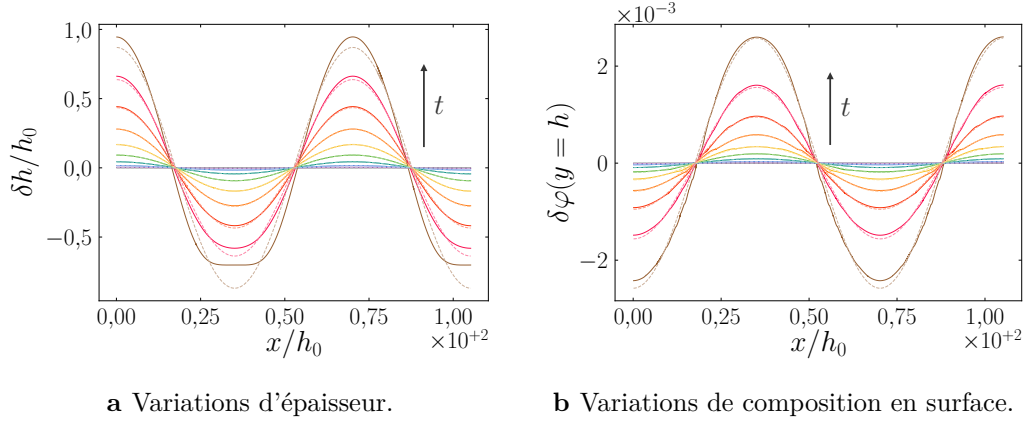 ×10−3
1,0
0,5
0,0
−0,5
δh/h0
t
0,00 0,25 0,50 0,75 1,00
x/h0
×10+2
2
0
−2
δφ(y = h)
t
0,00 0,25 0,50 0,75 1,00
x/h0
×10+2
a Variations d'épaisseur.
b Variations de composition en surface.